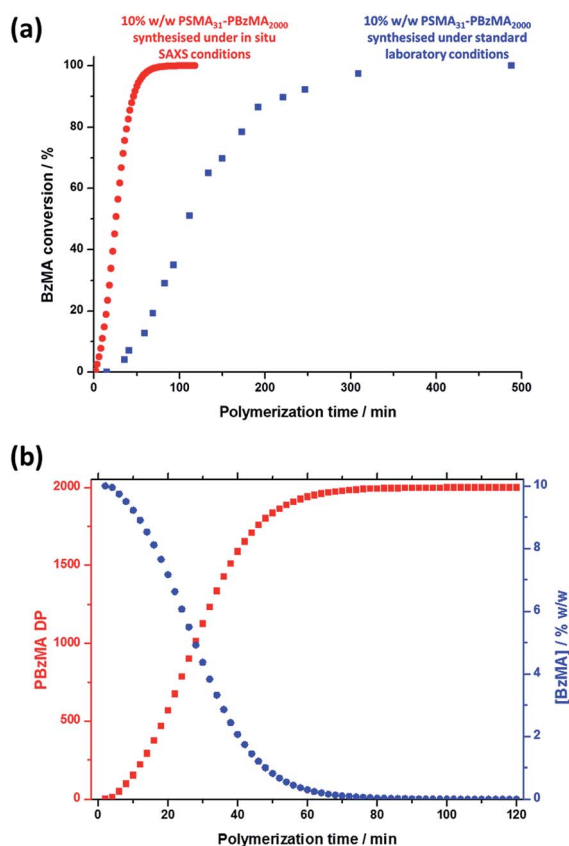 (a)
10% w/w PSMA31-PBzMA2000
synthesised under in situ
SAXS conditions
10% w/w PSMA31-PBzMA2000
synthesised under standard
laboratory conditions
BzMA conversion / %
100
80
60
40
20
0
0 100 200 300 400 500
Polymerization time / min
(b)
PBzMA DP
2000
1500
1000
500
0
10
8
6
4
2
0
[BzMA] / % w/w
0 20 40 60 80 100 120
Polymerization time / min